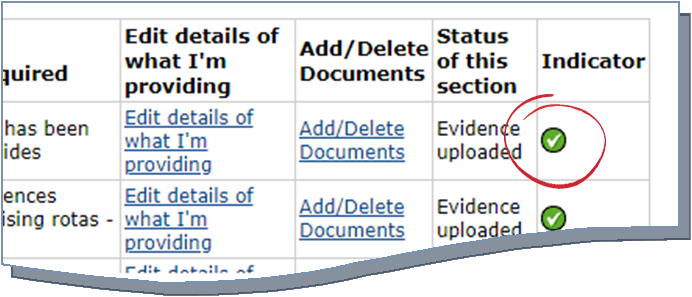 quired
Edit details of
what I'm
providing
Add/Delete
Documents
Status
of this
section
Indicator
has been
ides
Edit details of
what I'm
providing
Add/Delete
Documents
Evidence
uploaded
ences
ising rotas -
Edit details of
what I'm
providing
Add/Delete
Documents
Evidence
uploaded
Edit details of